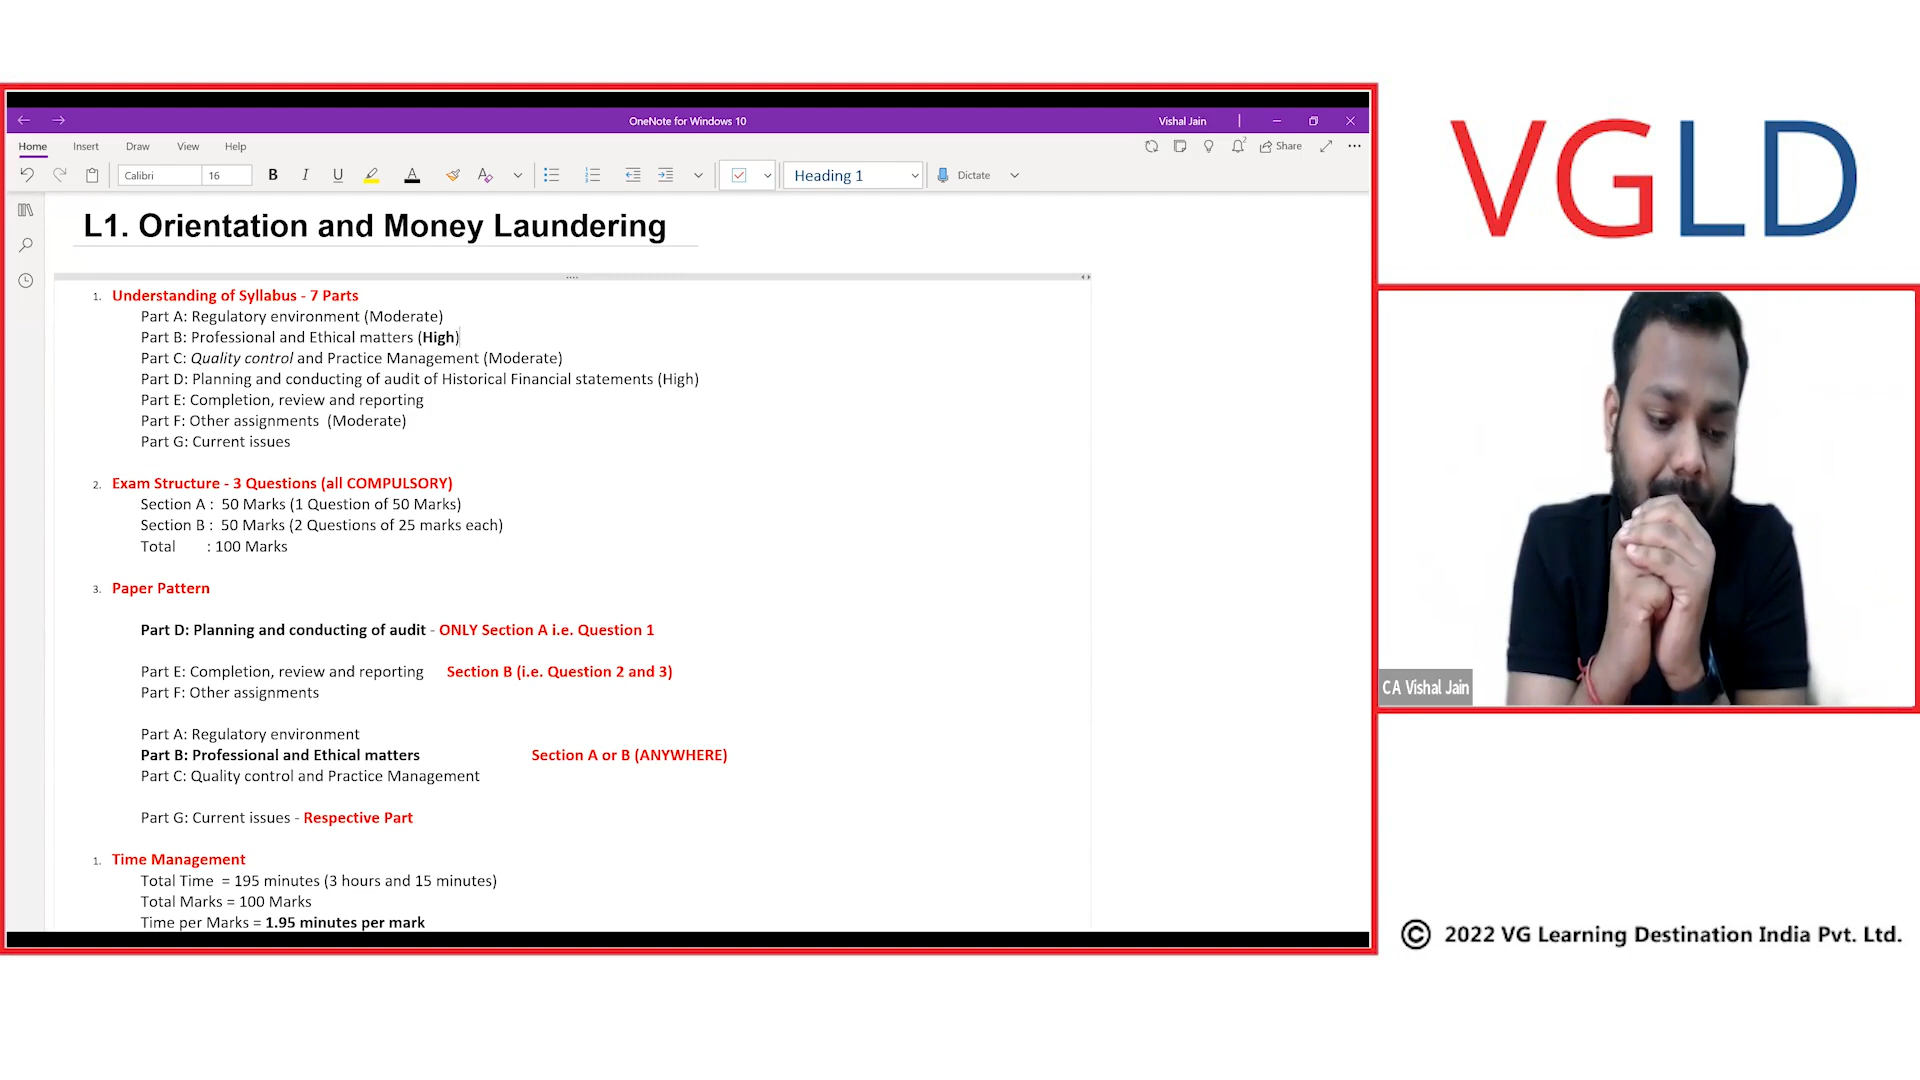 OneNote for Windows 10
Vishal Jain
Home
Insert
Draw
View
Help
Share
Calibri
16
B
I
U
A
Heading 1
Dictate
L1. Orientation and Money Laundering
1. Understanding of Syllabus - 7 Parts
Part A: Regulatory environment (Moderate)
Part B: Professional and Ethical matters (High)
Part C: Quality control and Practice Management (Moderate)
Part D: Planning and conducting of audit of Historical Financial statements (High)
Part E: Completion, review and reporting
Part F: Other assignments (Moderate)
Part G: Current issues
2. Exam Structure - 3 Questions (all COMPULSORY)
Section A : 50 Marks (1 Question of 50 Marks)
Section B : 50 Marks (2 Questions of 25 marks each)
Total : 100 Marks
3. Paper Pattern
Part D: Planning and conducting of audit - ONLY Section A i.e. Question 1
Part E: Completion, review and reporting Section B (i.e. Question 2 and 3)
Part F: Other assignments
Part A: Regulatory environment
Part B: Professional and Ethical matters Section A or B (ANYWHERE)
Part C: Quality control and Practice Management
Part G: Current issues - Respective Part
1. Time Management
Total Time = 195 minutes (3 hours and 15 minutes)
Total Marks = 100 Marks
Time per Marks = 1.95 minutes per mark
VGLD
CA Vishal Jain
© 2022 VG Learning Destination India Pvt. Ltd.